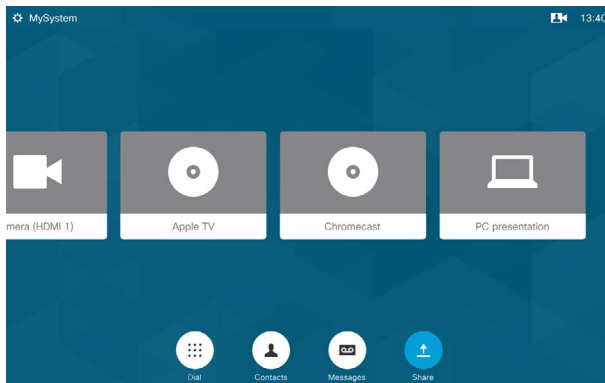 MySystem
13:40
mera (HDMI 1)
Apple TV
Chromecast
PC presentation
Dial
Contacts
Messages
Share